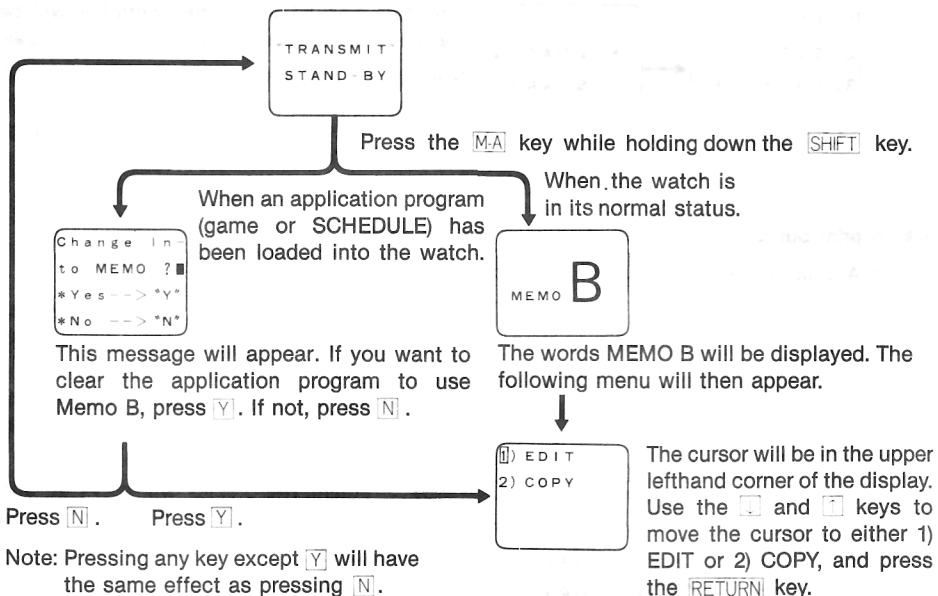 "TRANSMIT"
STAND-BY
Press the M-A key while holding down the SHIFT key.
When an application program
(game or SCHEDULE) has
been loaded into the watch.
When the watch is
in its normal status.
Change In-
to MEMO ?
*Yes--> "Y"
*No --> "N"
MEMO B
This message will appear. If you want to
clear the application program to use
Memo B, press Y. If not, press N.
The words MEMO B will be displayed. The
following menu will then appear.
1) EDIT
2) COPY
The cursor will be in the upper
lefthand corner of the display.
Use the ↓ and ↑ keys to
move the cursor to either 1)
EDIT or 2) COPY, and press
the RETURN key.
Press N.
Press Y.
Note: Pressing any key except Y will have
the same effect as pressing N.